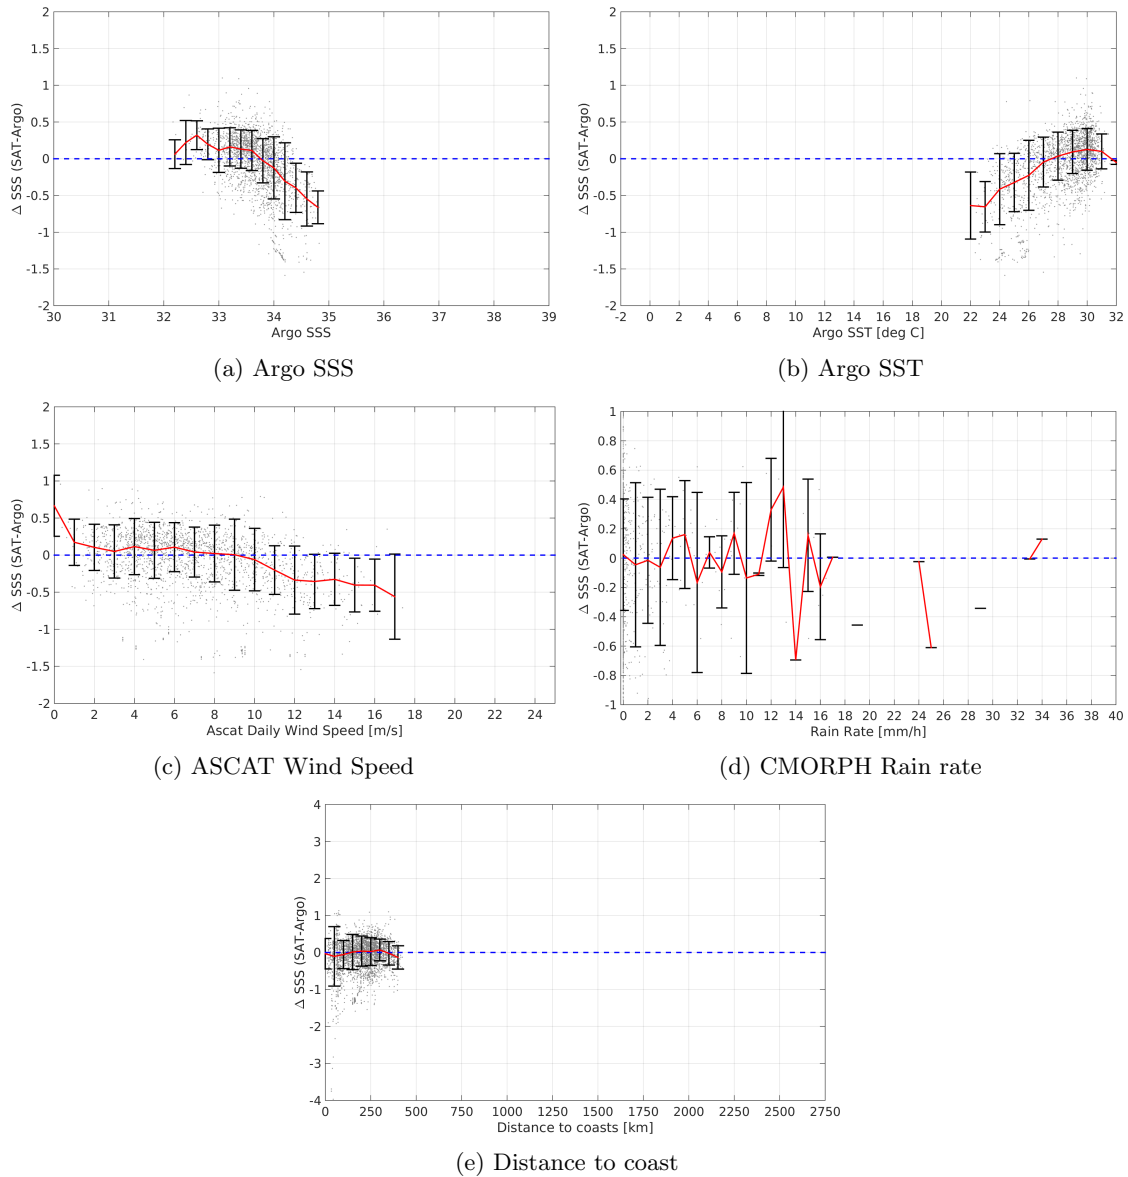 2
1.5
1
0.5
0
-0.5
-1
-1.5
-2
Δ SSS (SAT-Argo)
30 31 32 33 34 35 36 37 38 39
Argo SSS
(a) Argo SSS
2
1.5
1
0.5
0
-0.5
-1
-1.5
-2
Δ SSS (SAT-Argo)
-2 0 2 4 6 8 10 12 14 16 18 20 22 24 26 28 30 32
Argo SST [deg C]
(b) Argo SST
2
1.5
1
0.5
0
-0.5
-1
-1.5
-2
Δ SSS (SAT-Argo)
0 2 4 6 8 10 12 14 16 18 20 22 24
Ascat Daily Wind Speed [m/s]
(c) ASCAT Wind Speed
1
0.8
0.6
0.4
0.2
0
-0.2
-0.4
-0.6
-0.8
-1
Δ SSS (SAT-Argo)
0 2 4 6 8 10 12 14 16 18 20 22 24 26 28 30 32 34 36 38 40
Rain Rate [mm/h]
(d) CMORPH Rain rate
4
3
2
1
0
-1
-2
-3
-4
Δ SSS (SAT-Argo)
0 250 500 750 1000 1250 1500 1750 2000 2250 2500 2750
Distance to coasts [km]
(e) Distance to coast